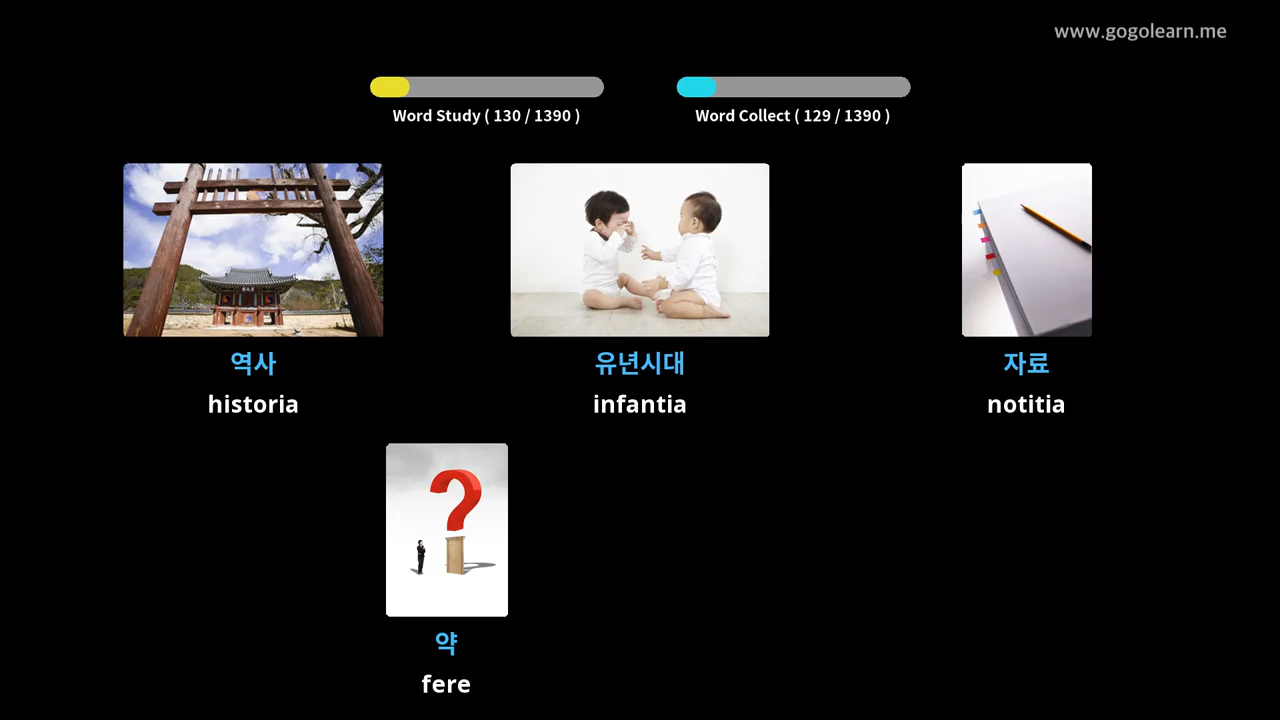 www.gogolearn.me
Word Study ( 130 / 1390 )
Word Collect ( 129 / 1390 )
역사
유년시대
자료
historia
infantia
notitia
약
fere